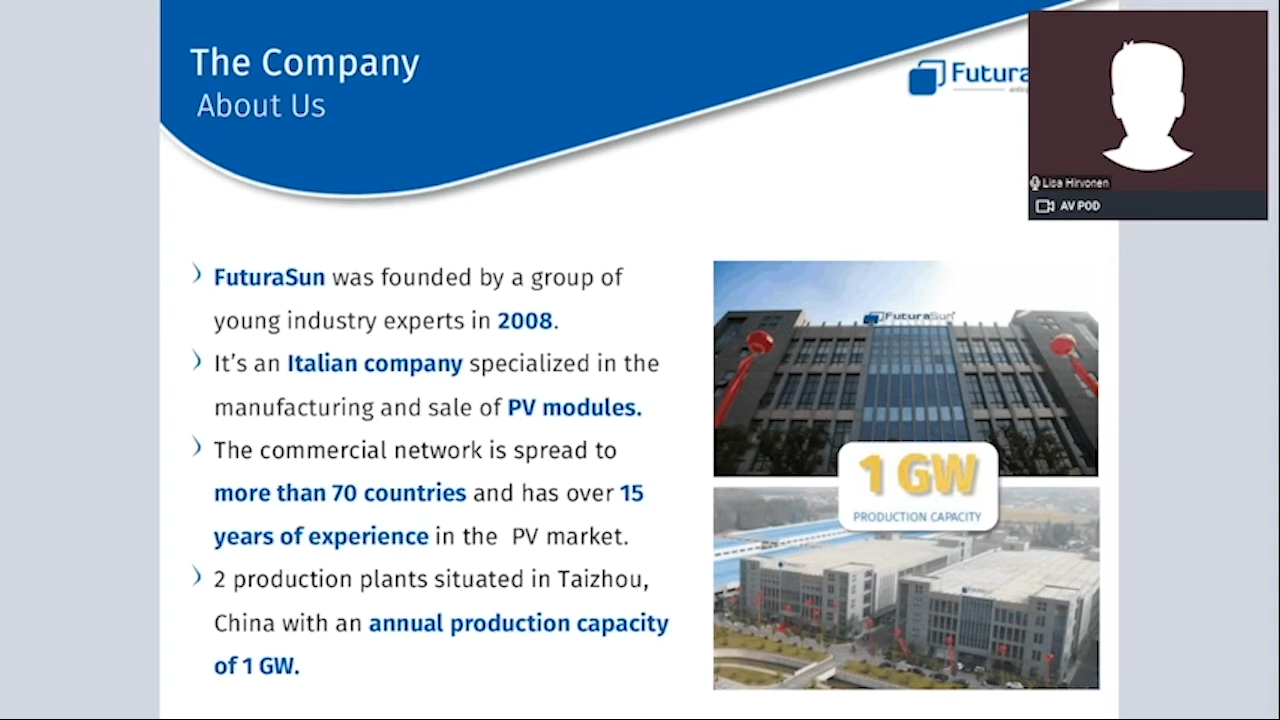 The Company
About Us
Futura
Lisa Hirvonen
AV POD
FuturaSun was founded by a group of
young industry experts in 2008.
It's an Italian company specialized in the
manufacturing and sale of PV modules.
The commercial network is spread to
more than 70 countries and has over 15
years of experience in the PV market.
2 production plants situated in Taizhou,
China with an annual production capacity
of 1 GW.
FuturaSun
1 GW
PRODUCTION CAPACITY